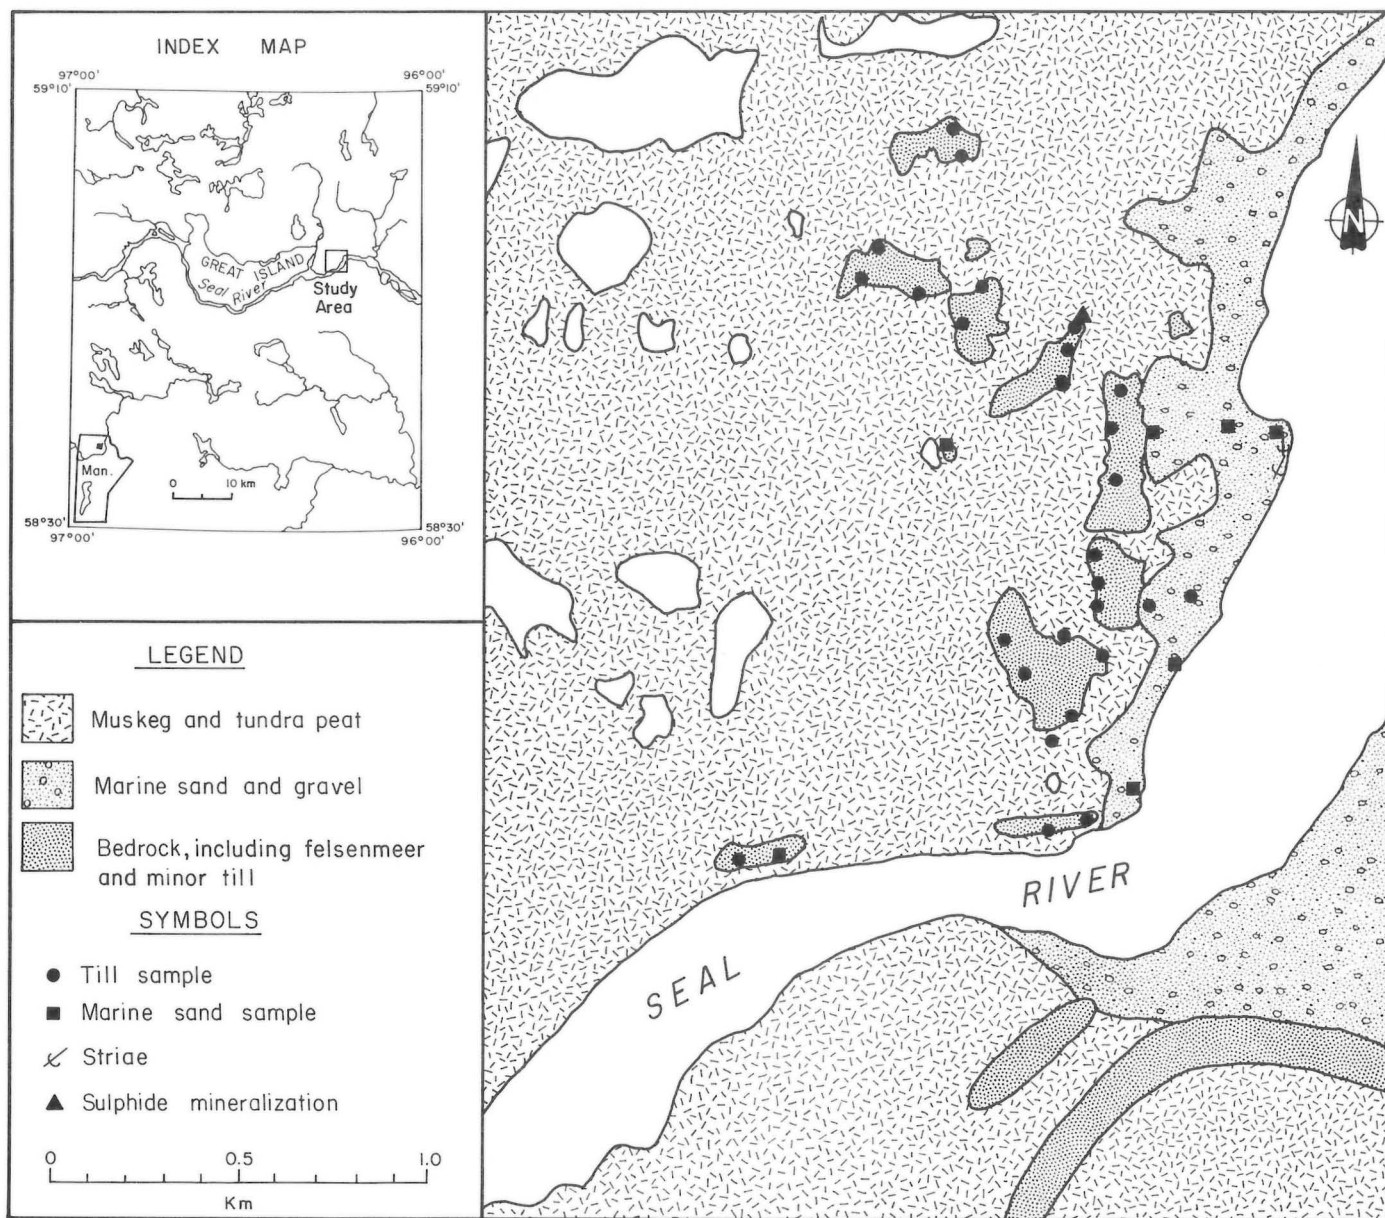 INDEX MAP
97°00'
96°00'
59°10'
59°10'
GREAT ISLAND
Seal River
Study
Area
Man.
0 10 km
58°30'
58°30'
97°00'
96°00'
N
LEGEND
Muskeg and tundra peat
Marine sand and gravel
Bedrock, including felsenmeer
and minor till
SYMBOLS
Till sample
Marine sand sample
Striae
Sulphide mineralization
0 0.5 1.0
Km
SEAL RIVER